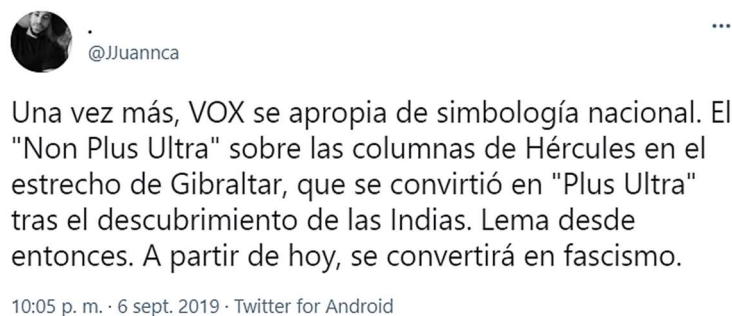 .
@JJuannca
Una vez más, VOX se apropia de simbología nacional. El
"Non Plus Ultra" sobre las columnas de Hércules en el
estrecho de Gibraltar, que se convirtió en "Plus Ultra"
tras el descubrimiento de las Indias. Lema desde
entonces. A partir de hoy, se convertirá en fascismo.
10:05 p. m. · 6 sept. 2019 · Twitter for Android